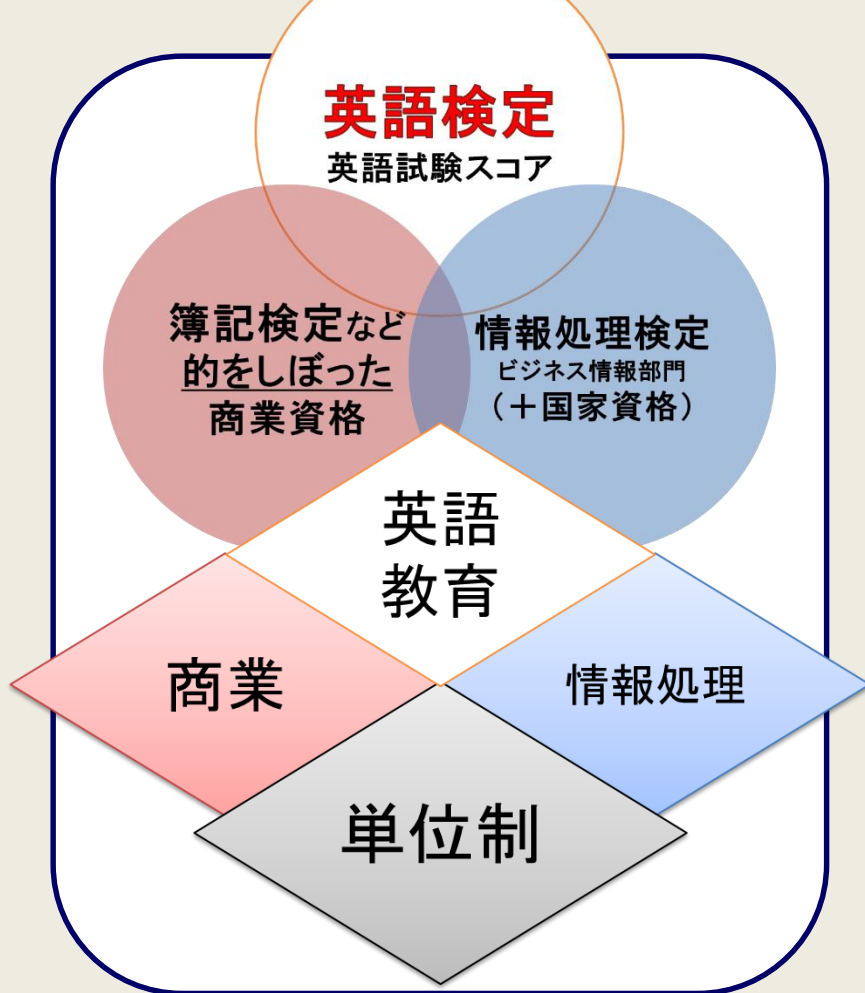 英語検定
英語試験スコア
簿記検定など
的をしぼった
商業資格
情報処理検定
ビジネス情報部門
（＋国家資格）
英語
教育
商業
情報処理
単位制